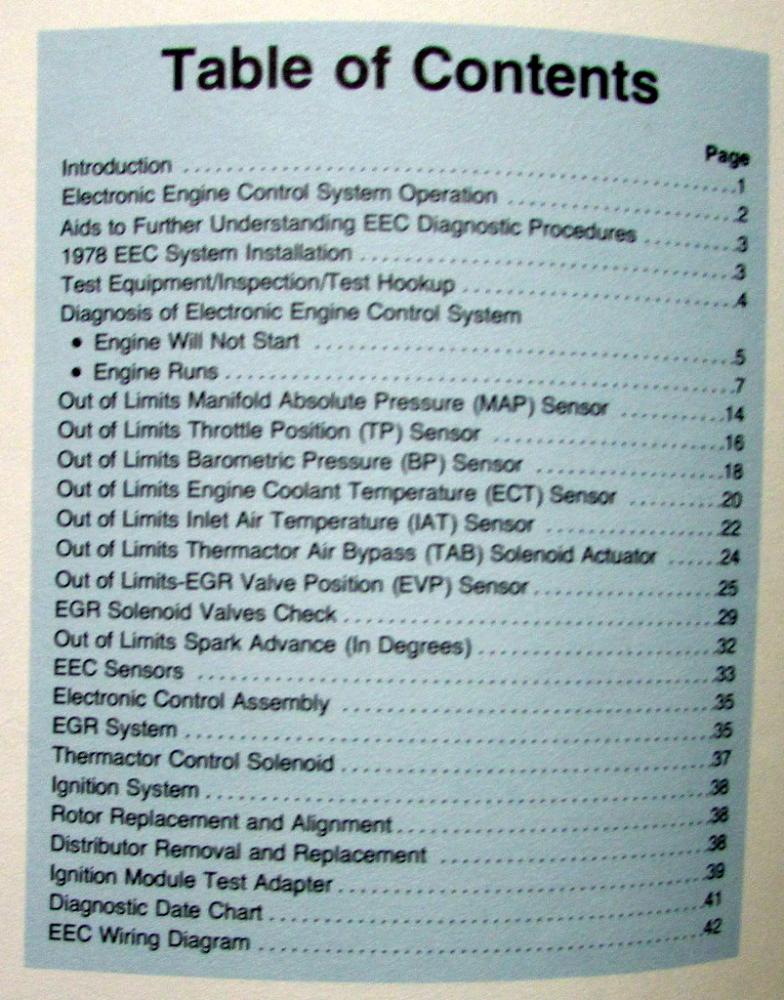 Table of Contents
Page
Introduction ........ 1
Electronic Engine Control System Operation ........ 2
Aids to Further Understanding EEC Diagnostic Procedures ........ 3
1978 EEC System Installation ........ 3
Test Equipment/Inspection/Test Hookup ........ 4
Diagnosis of Electronic Engine Control System
• Engine Will Not Start ........ 5
• Engine Runs ........ 7
Out of Limits Manifold Absolute Pressure (MAP) Sensor ........ 14
Out of Limits Throttle Position (TP) Sensor ........ 16
Out of Limits Barometric Pressure (BP) Sensor ........ 18
Out of Limits Engine Coolant Temperature (ECT) Sensor ........ 20
Out of Limits Inlet Air Temperature (IAT) Sensor ........ 22
Out of Limits Thermactor Air Bypass (TAB) Solenoid Actuator ........ 24
Out of Limits-EGR Valve Position (EVP) Sensor ........ 25
EGR Solenoid Valves Check ........ 29
Out of Limits Spark Advance (In Degrees) ........ 32
EEC Sensors ........ 33
Electronic Control Assembly ........ 35
EGR System ........ 35
Thermactor Control Solenoid ........ 37
Ignition System ........ 38
Rotor Replacement and Alignment ........ 38
Distributor Removal and Replacement ........ 38
Ignition Module Test Adapter ........ 39
Diagnostic Date Chart ........ 41
EEC Wiring Diagram ........ 42